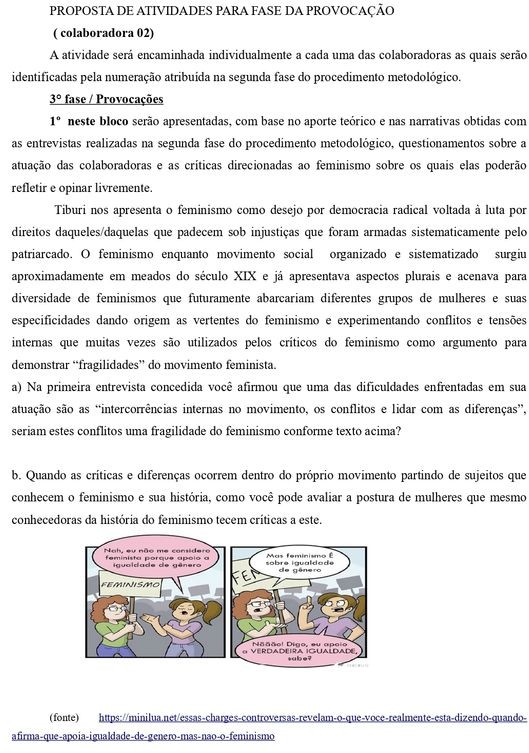 PROPOSTA DE ATIVIDADES PARA FASE DA PROVOCAÇÃO
( colaboradora 02)
A atividade será encaminhada individualmente a cada uma das colaboradoras as quais serão
identificadas pela numeração atribuída na segunda fase do procedimento metodológico.
3° fase / Provocações
1° neste bloco serão apresentadas, com base no aporte teórico e nas narrativas obtidas com
as entrevistas realizadas na segunda fase do procedimento metodológico, questionamentos sobre a
atuação das colaboradoras e as críticas direcionadas ao feminismo sobre os quais elas poderão
refletir e opinar livremente.
Tiburi nos apresenta o feminismo como desejo por democracia radical voltada à luta por
direitos daqueles/daquelas que padecem sob injustiças que foram armadas sistematicamente pelo
patriarcado. O feminismo enquanto movimento social organizado e sistematizado surgiu
aproximadamente em meados do século XIX e já apresentava aspectos plurais e acenava para
diversidade de feminismos que futuramente abarcariam diferentes grupos de mulheres e suas
especificidades dando origem as vertentes do feminismo e experimentando conflitos e tensões
internas que muitas vezes são utilizados pelos críticos do feminismo como argumento para
demonstrar “fragilidades” do movimento feminista.
a) Na primeira entrevista concedida você afirmou que uma das dificuldades enfrentadas em sua
atuação são as “intercorrências internas no movimento, os conflitos e lidar com as diferenças”,
seriam estes conflitos uma fragilidade do feminismo conforme texto acima?
b. Quando as críticas e diferenças ocorrem dentro do próprio movimento partindo de sujeitos que
conhecem o feminismo e sua história, como você pode avaliar a postura de mulheres que mesmo
conhecedoras da história do feminismo tecem críticas a este.
Nah, eu não me considero
feminista porque apoio a
igualdade de gênero
FEMINISMO
Mas feminismo É
sobre igualdade
de gênero
FEM
Nããão! Digo, eu apoio
a VERDADEIRA IGUALDADE,
sabe?
(fonte) https://minilua.net/essas-charges-controversas-revelam-o-que-voce-realmente-esta-dizendo-quando-
afirma-que-apoia-igualdade-de-genero-mas-nao-o-feminismo